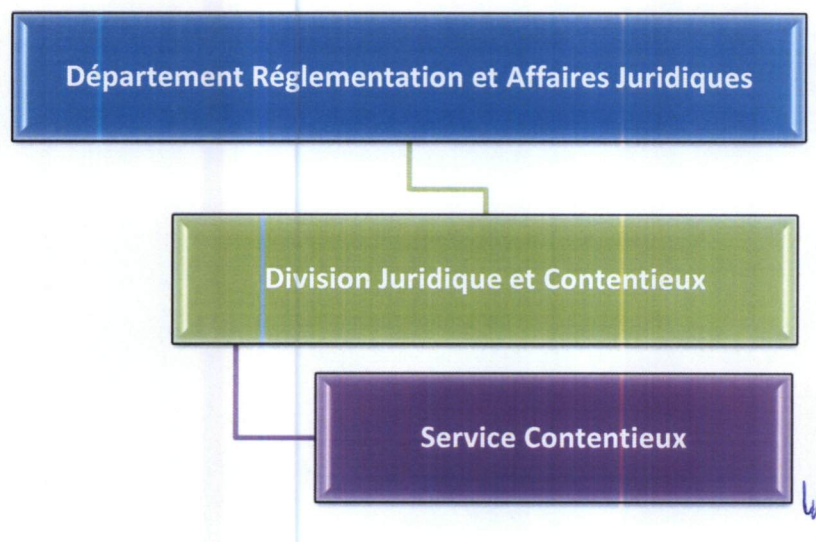 Département Réglementation et Affaires Juridiques
Division Juridique et Contentieux
Service Contentieux